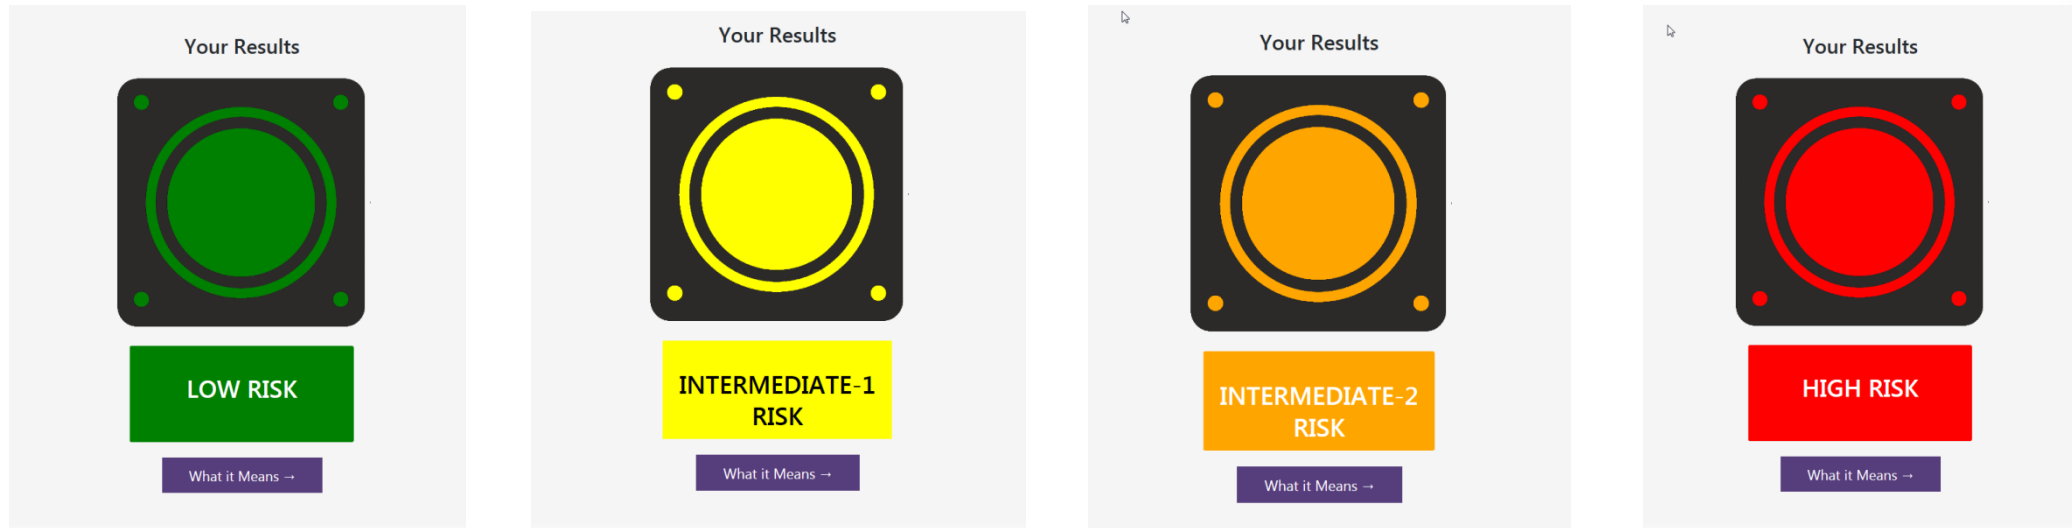 Your Results
LOW RISK
What it Means →
Your Results
INTERMEDIATE-1
RISK
What it Means →
Your Results
INTERMEDIATE-2
RISK
What it Means →
Your Results
HIGH RISK
What it Means →